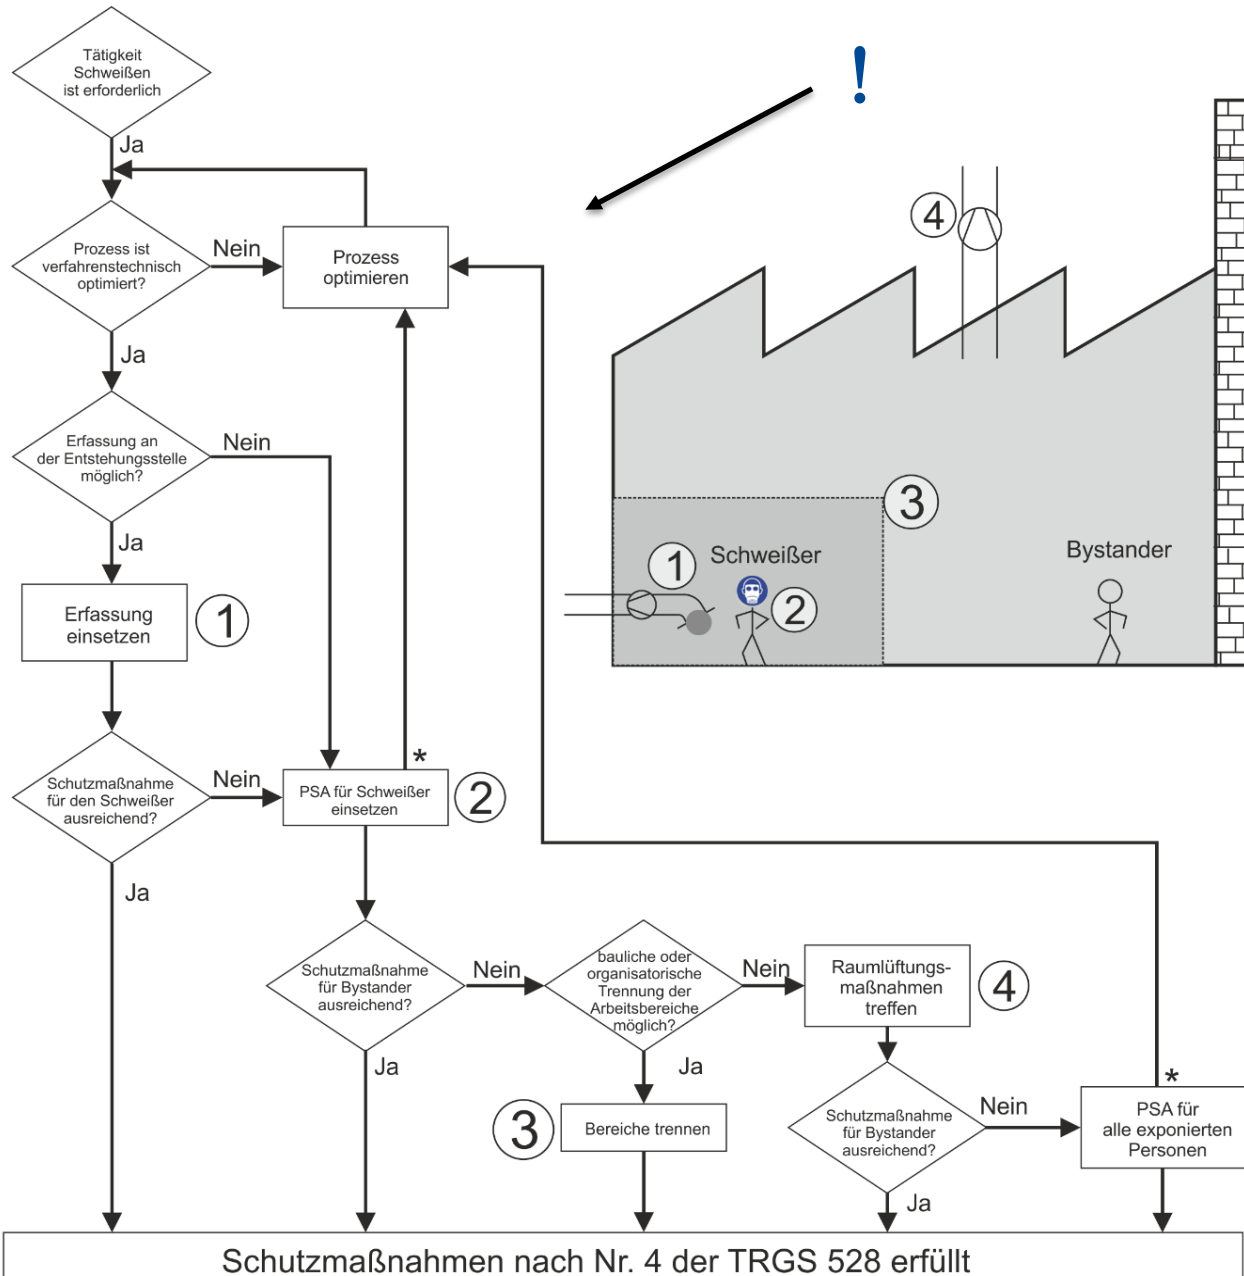 Tätigkeit
Schweißen
ist erforderlich
!
Ja
Prozess ist
verfahrenstechnisch
optimiert?
Nein
Prozess
optimieren
4
Ja
Erfassung an
der Entstehungsstelle
möglich?
Nein
3
Schweißer
Bystander
1
2
Ja
Erfassung
einsetzen
1
Schutzmaßnahme
für den Schweißer
ausreichend?
Nein
*
PSA für Schweißer
einsetzen
2
Ja
Schutzmaßnahme
für Bystander
ausreichend?
Nein
bauliche oder
organisatorische
Trennung der
Arbeitsbereiche
möglich?
Nein
Raumlüftungs-
maßnahmen
treffen
4
Ja
Ja
3
Bereiche trennen
Schutzmaßnahme
für Bystander
ausreichend?
Nein
*
PSA für
alle exponierten
Personen
Ja
Schutzmaßnahmen nach Nr. 4 der TRGS 528 erfüllt